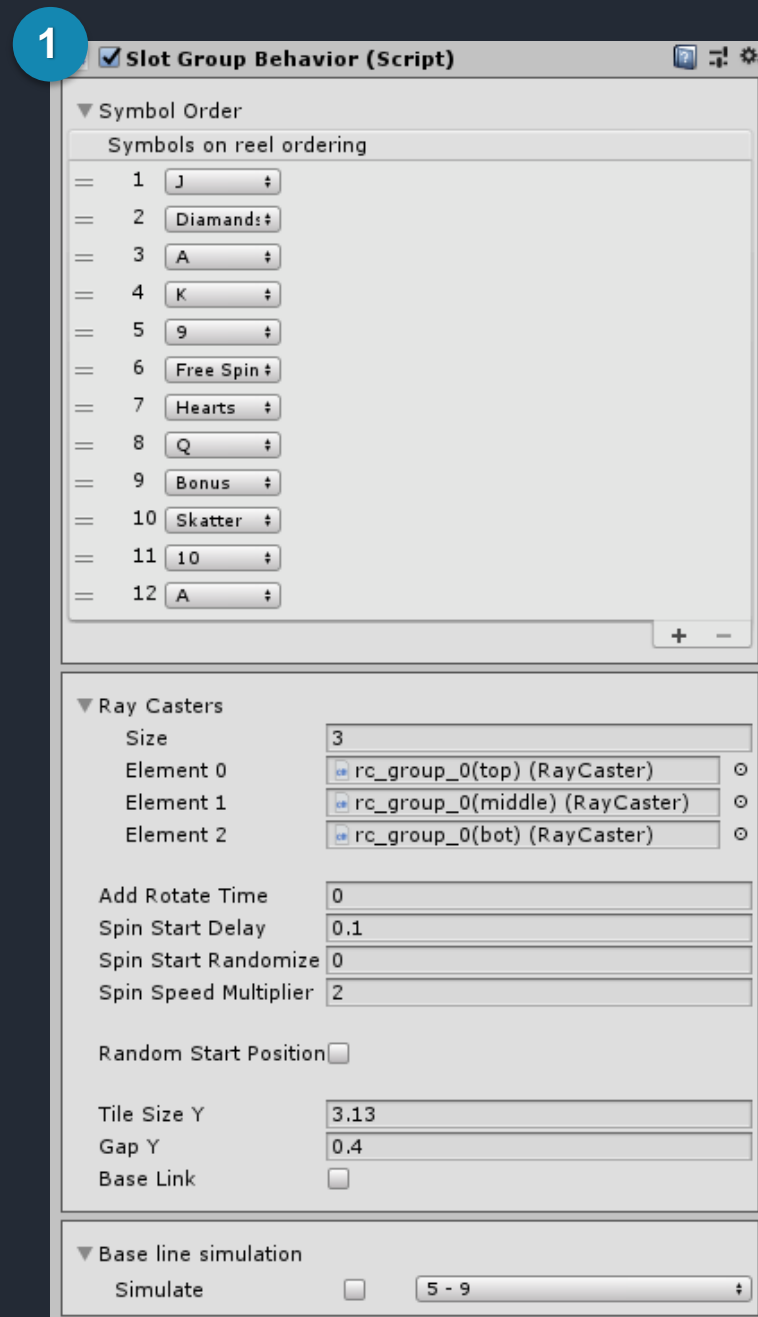 1
Slot Group Behavior (Script)
Symbol Order
Symbols on reel ordering
1 J
2 Diamands
3 A
4 K
5 9
6 Free Spin
7 Hearts
8 Q
9 Bonus
10 Skatter
11 10
12 A
+ −
Ray Casters
Size 3
Element 0 rc_group_0(top) (RayCaster)
Element 1 rc_group_0(middle) (RayCaster)
Element 2 rc_group_0(bot) (RayCaster)
Add Rotate Time 0
Spin Start Delay 0.1
Spin Start Randomize 0
Spin Speed Multiplier 2
Random Start Position
Tile Size Y 3.13
Gap Y 0.4
Base Link
Base line simulation
Simulate 5 - 9